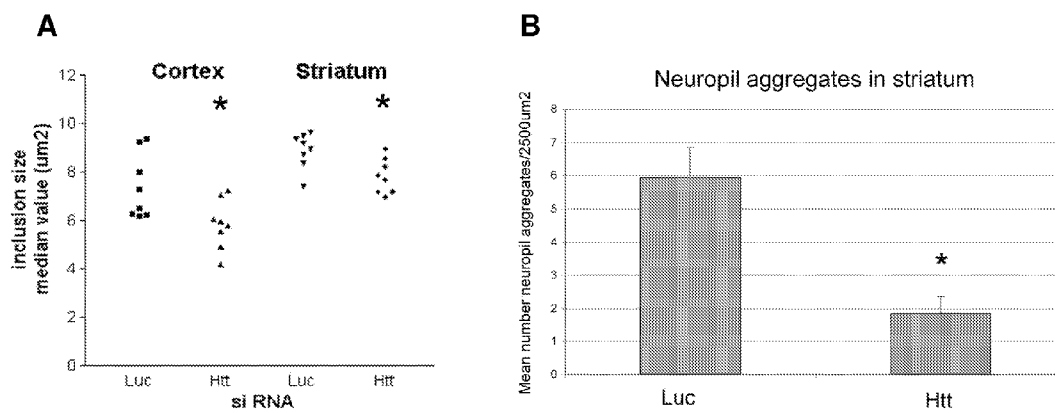 A
Cortex Striatum
* *
inclusion size
median value (um2)
12
10
8
6
4
2
0
Luc Htt Luc Htt
si RNA
B
Neuropil aggregates in striatum
Mean number neuropil aggregates/2500um2
8
7
6
5
4
3
2
1
0
*
Luc Htt